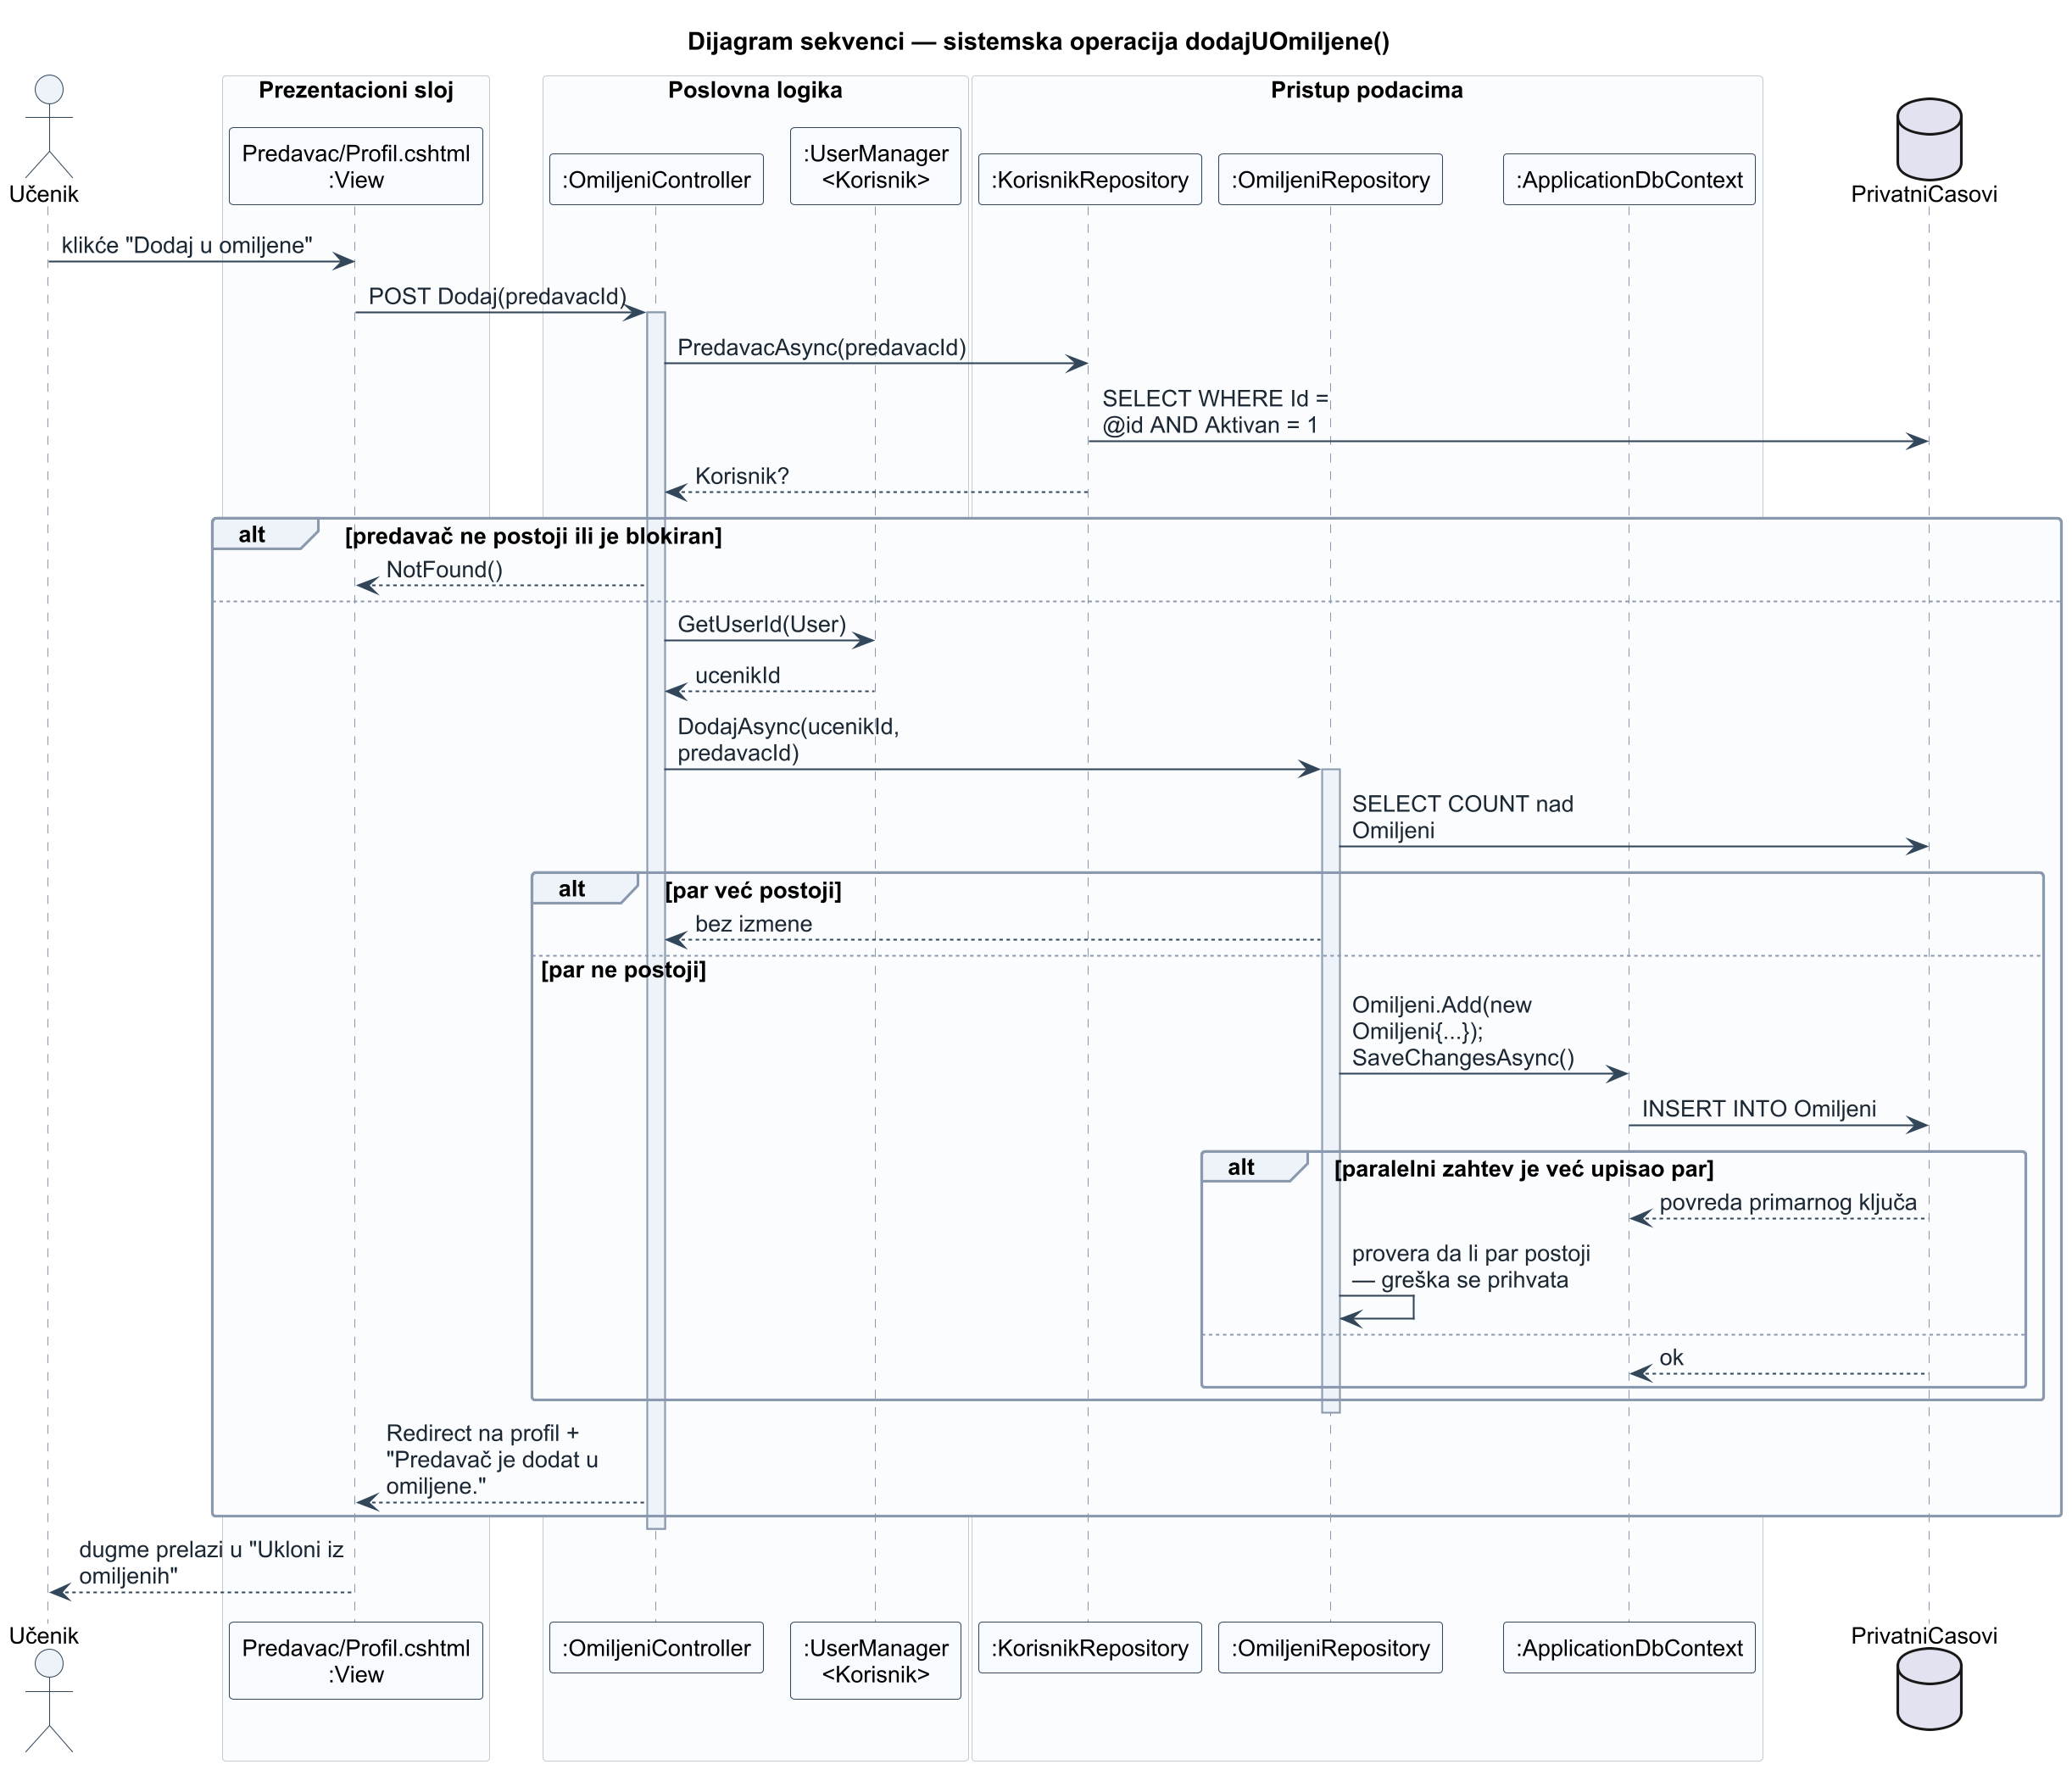 Dijagram sekvenci — sistemska operacija dodajUOmiljene()
Prezentacioni sloj
Poslovna logika
Pristup podacima
Učenik
Predavac/Profil.cshtml
:View
:OmiljeniController
:UserManager
<Korisnik>
:KorisnikRepository
:OmiljeniRepository
:ApplicationDbContext
PrivatniCasovi
klikće "Dodaj u omiljene"
POST Dodaj(predavacId)
PredavacAsync(predavacId)
SELECT WHERE Id =
@id AND Aktivan = 1
Korisnik?
alt
[predavač ne postoji ili je blokiran]
NotFound()
GetUserId(User)
ucenikId
DodajAsync(ucenikId,
predavacId)
SELECT COUNT nad
Omiljeni
alt
[par već postoji]
bez izmene
[par ne postoji]
Omiljeni.Add(new
Omiljeni{...});
SaveChangesAsync()
INSERT INTO Omiljeni
alt
[paralelni zahtev je već upisao par]
povreda primarnog ključa
provera da li par postoji
— greška se prihvata
ok
Redirect na profil +
"Predavač je dodat u
omiljene."
dugme prelazi u "Ukloni iz
omiljenih"
Učenik
Predavac/Profil.cshtml
:View
:OmiljeniController
:UserManager
<Korisnik>
:KorisnikRepository
:OmiljeniRepository
:ApplicationDbContext
PrivatniCasovi